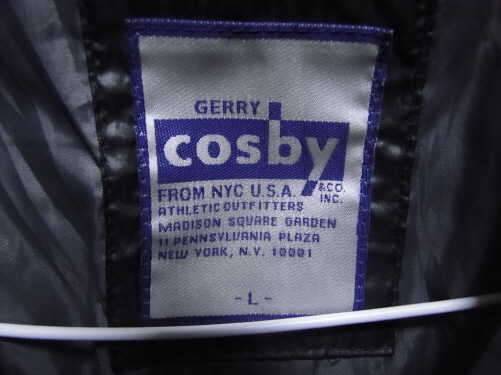 GERRY
cosby
& CO.
INC.
FROM NYC U.S.A.
ATHLETIC OUTFITTERS
MADISON SQUARE GARDEN
11 PENNSYLVANIA PLAZA
NEW YORK, N.Y. 10001
- L -